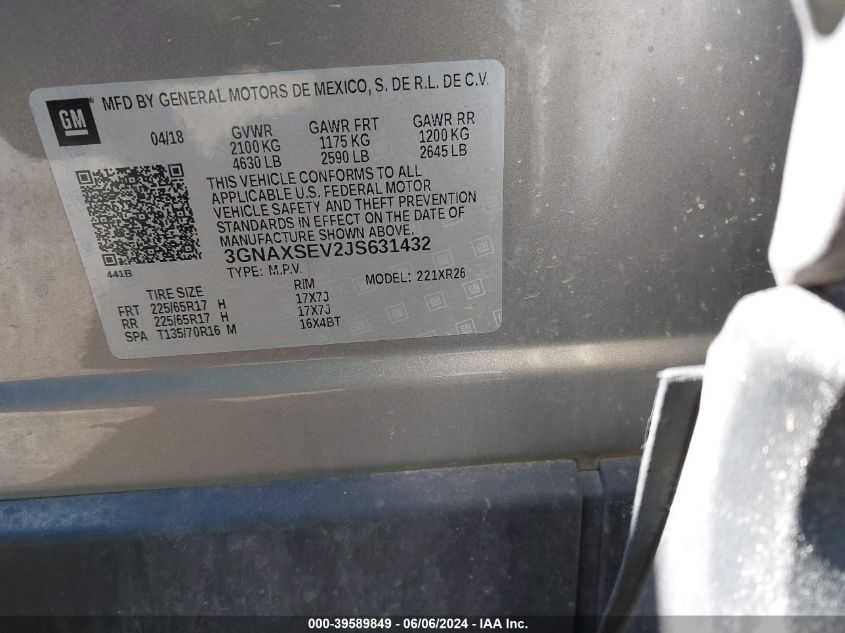 GM® MFD BY GENERAL MOTORS DE MEXICO, S. DE R.L. DE C.V.
04/18 GVWR GAWR FRT GAWR RR
2100 KG 1175 KG 1200 KG
4630 LB 2590 LB 2645 LB
THIS VEHICLE CONFORMS TO ALL
APPLICABLE U.S. FEDERAL MOTOR
VEHICLE SAFETY AND THEFT PREVENTION
STANDARDS IN EFFECT ON THE DATE OF
MANUFACTURE SHOWN ABOVE.
441B 3GNAXSEV2JS631432
TYPE: M.P.V. MODEL: 221XR26
TIRE SIZE RIM
FRT 225/65R17 H 17X7J
RR 225/65R17 H 17X7J
SPA T135/70R16 M 16X4BT
000-39589849 - 06/06/2024 - IAA Inc.